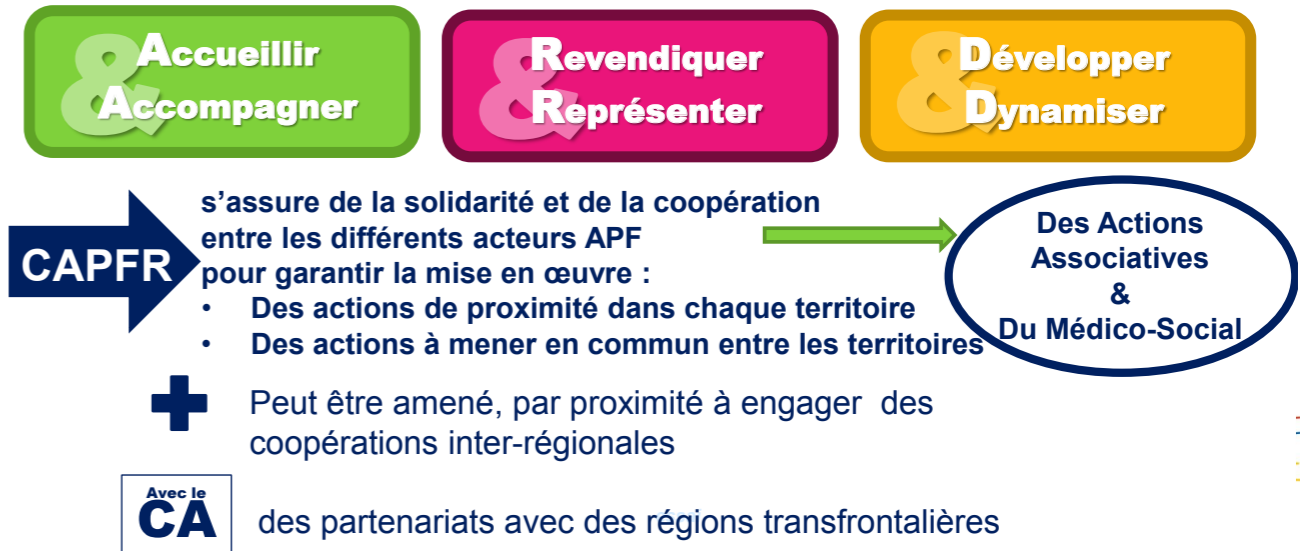 &
Accueillir
Accompagner
&
Revendiquer
Représenter
&
Développer
Dynamiser
CAPFR
s'assure de la solidarité et de la coopération
entre les différents acteurs APF
pour garantir la mise en œuvre :
• Des actions de proximité dans chaque territoire
• Des actions à mener en commun entre les territoires
Des Actions
Associatives
&
Du Médico-Social
Peut être amené, par proximité à engager des
coopérations inter-régionales
Avec le
CA
des partenariats avec des régions transfrontalières